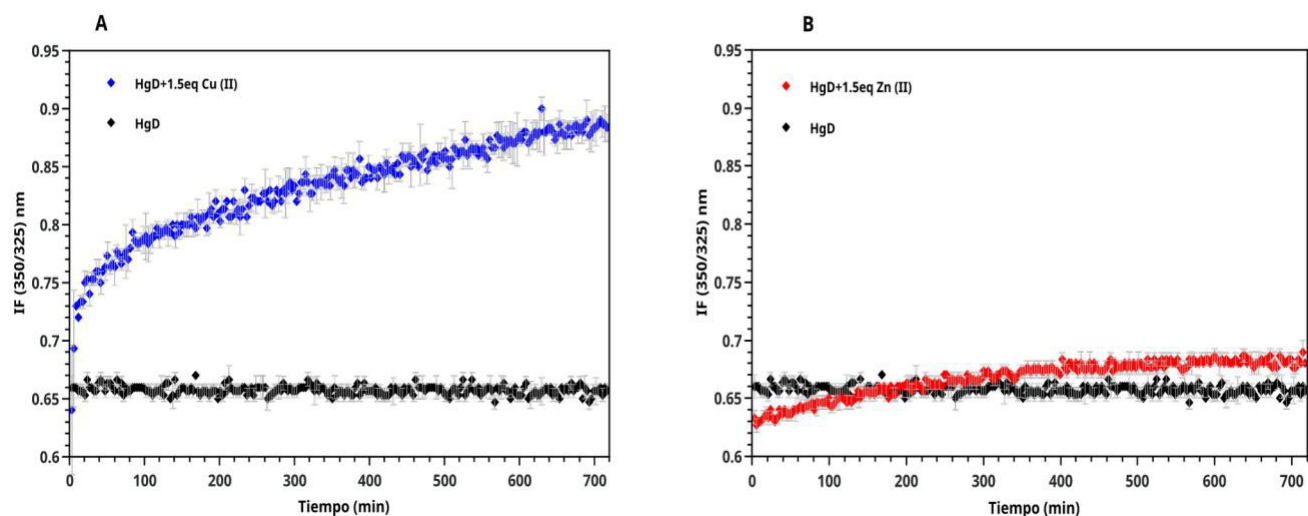 A
0.95
0.9
0.85
0.8
0.75
0.7
0.65
0.6
IF (350/325) nm
HgD+1.5eq Cu (II)
HgD
0 100 200 300 400 500 600 700
Tiempo (min)
B
0.95
0.9
0.85
0.8
0.75
0.7
0.65
0.6
IF (350/325) nm
HgD+1.5eq Zn (II)
HgD
0 100 200 300 400 500 600 700
Tiempo (min)